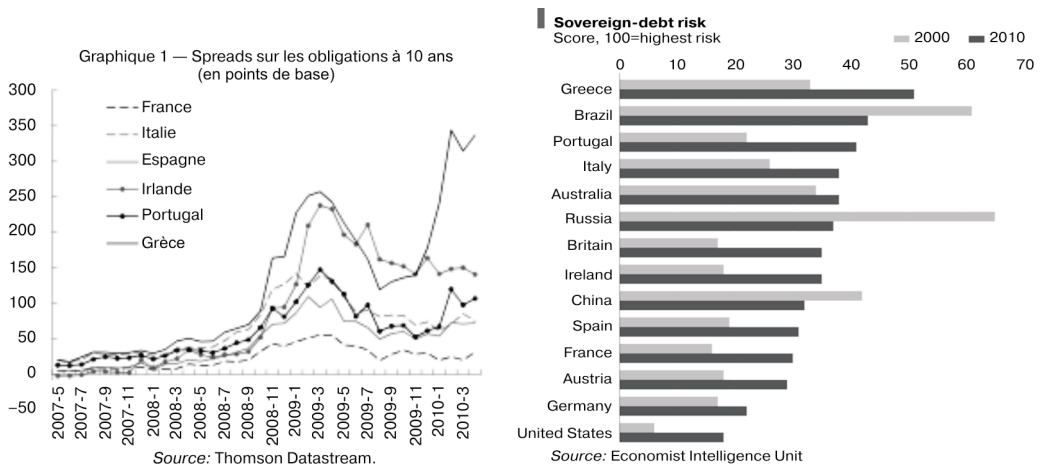 Graphique 1 — Spreads sur les obligations à 10 ans
(en points de base)
300
350
300
250
200
150
100
50
0
–50
France
Italie
Espagne
Irlande
Portugal
Grèce
2007-5
2007-7
2007-9
2007-11
2008-1
2008-3
2008-5
2008-7
2008-9
2008-11
2009-1
2009-3
2009-5
2009-7
2009-9
2009-11
2010-1
2010-3
Source: Thomson Datastream.
Sovereign-debt risk
Score, 100=highest risk
2000 2010
0 10 20 30 40 50 60 70
Greece
Brazil
Portugal
Italy
Australia
Russia
Britain
Ireland
China
Spain
France
Austria
Germany
United States
Source: Economist Intelligence Unit